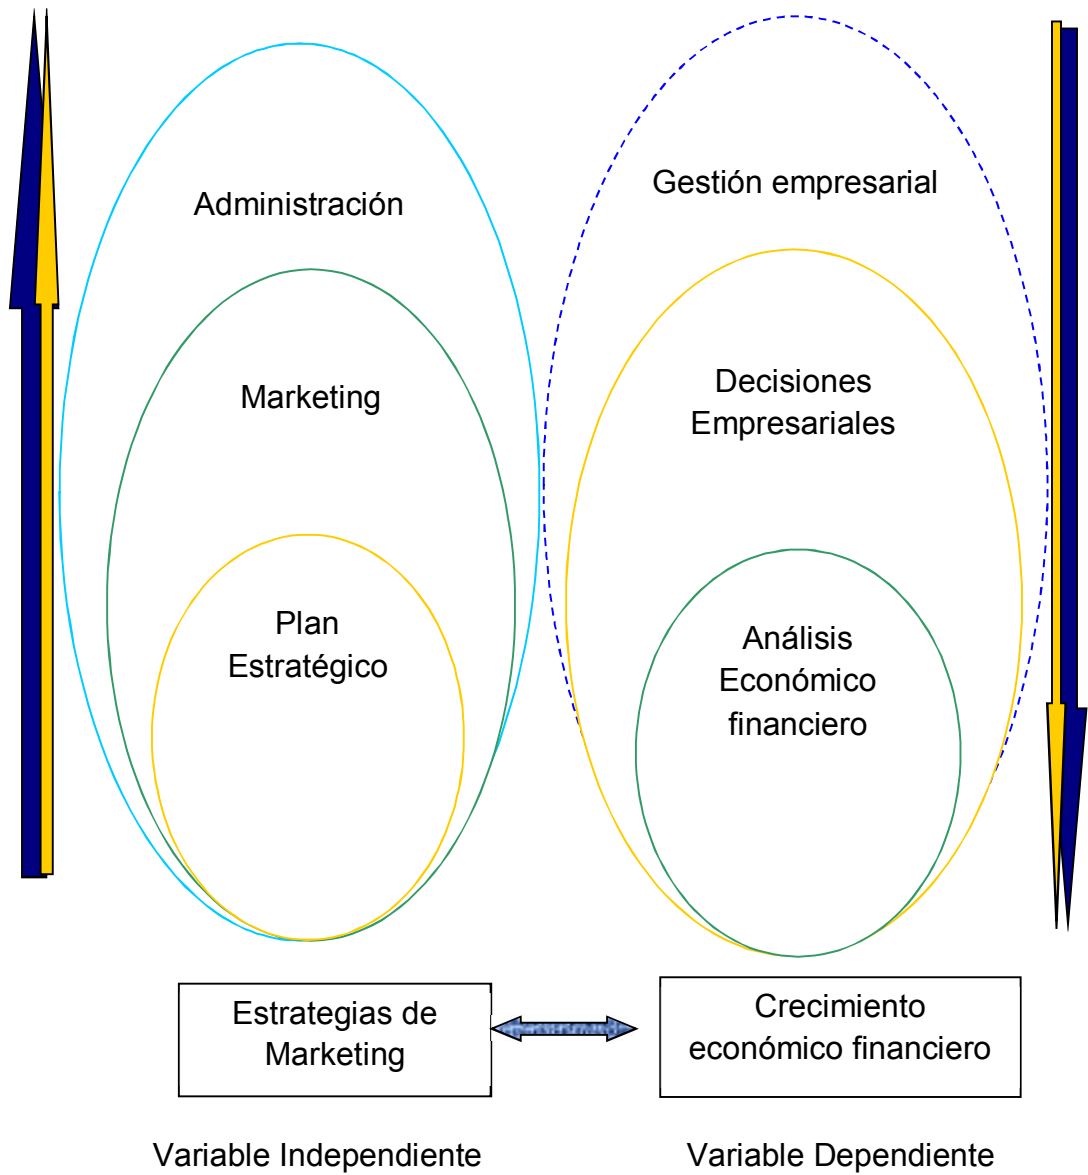 Administración
Marketing
Plan
Estratégico
Gestión empresarial
Decisiones
Empresariales
Análisis
Económico
financiero
Estrategias de
Marketing
Crecimiento
económico financiero
Variable Independiente
Variable Dependiente